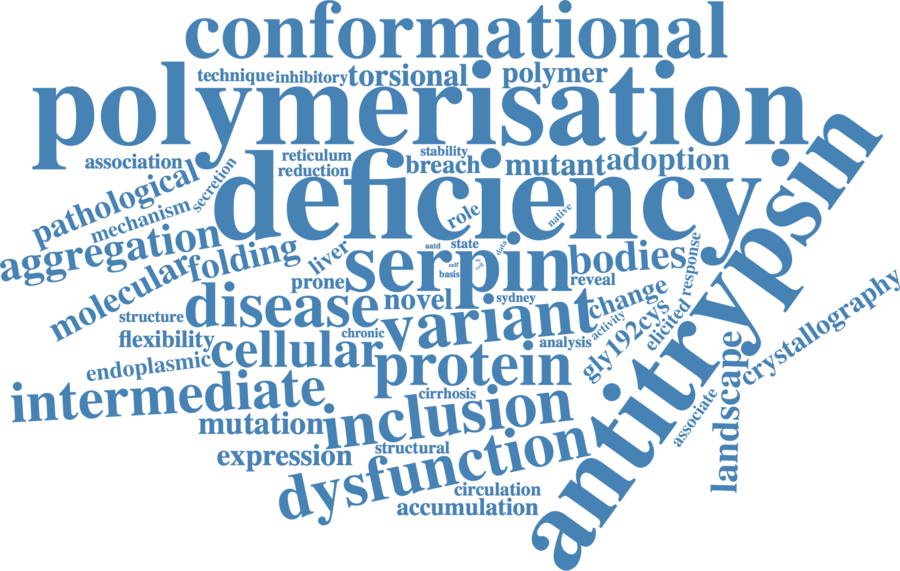 conformational
technique inhibitory torsional polymer
polymerisation
association reticulum stability
reduction breach mutant adoption
pathological secretion
mechanism
deficiency
antitrypsin
role native
aggregation folding liver aatd state data
serpin bodies response
molecular prone basis self cell reveal
structure disease novel sydney variant change
flexibility chronic activity elicited
gly192cys
endoplasmic cellular analysis
crystallography
protein
intermediate cirrhosis
landscape
associate
mutation inclusion
expression structural
dysfunction
circulation
accumulation